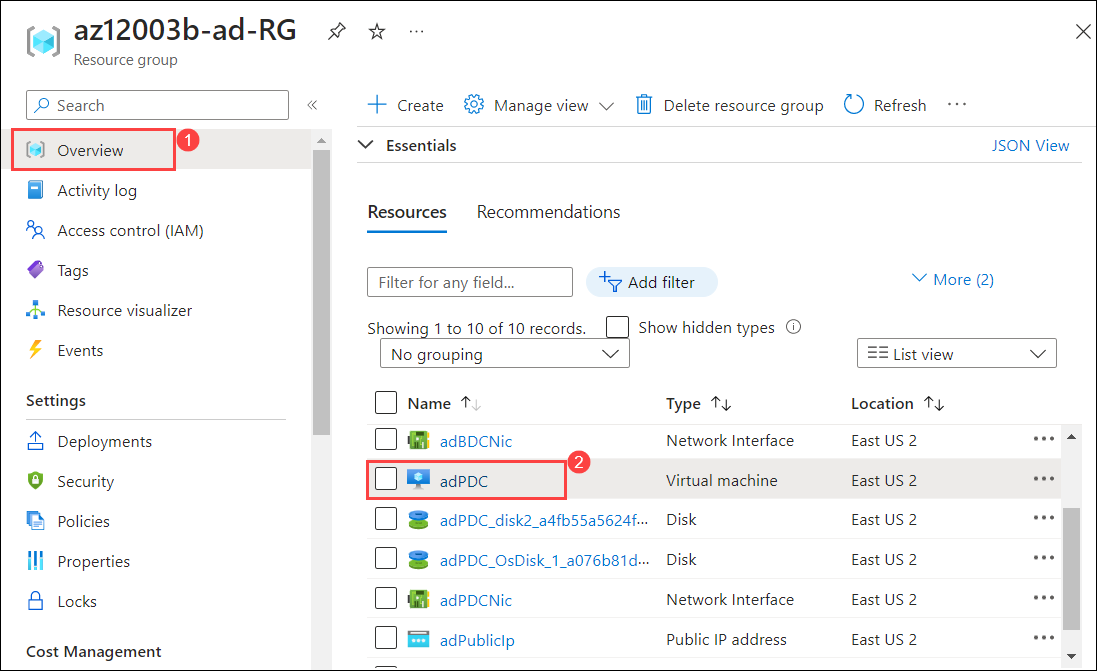 az12003b-ad-RG
...
Resource group
Search
«
Create
Manage view
Delete resource group
Refresh
...
Overview
1
Activity log
Access control (IAM)
Tags
Resource visualizer
Events
Settings
Deployments
Security
Policies
Properties
Locks
Cost Management
Essentials
JSON View
Resources
Recommendations
Filter for any field...
Add filter
More (2)
Showing 1 to 10 of 10 records.
Show hidden types
No grouping
List view
Name Type Location
adBDCNic Network Interface East US 2 ...
adPDC 2 Virtual machine East US 2 ...
adPDC_disk2_a4fb55a5624f... Disk East US 2 ...
adPDC_OsDisk_1_a076b81d... Disk East US 2 ...
adPDCNic Network Interface East US 2 ...
adPublicIp Public IP address East US 2 ...